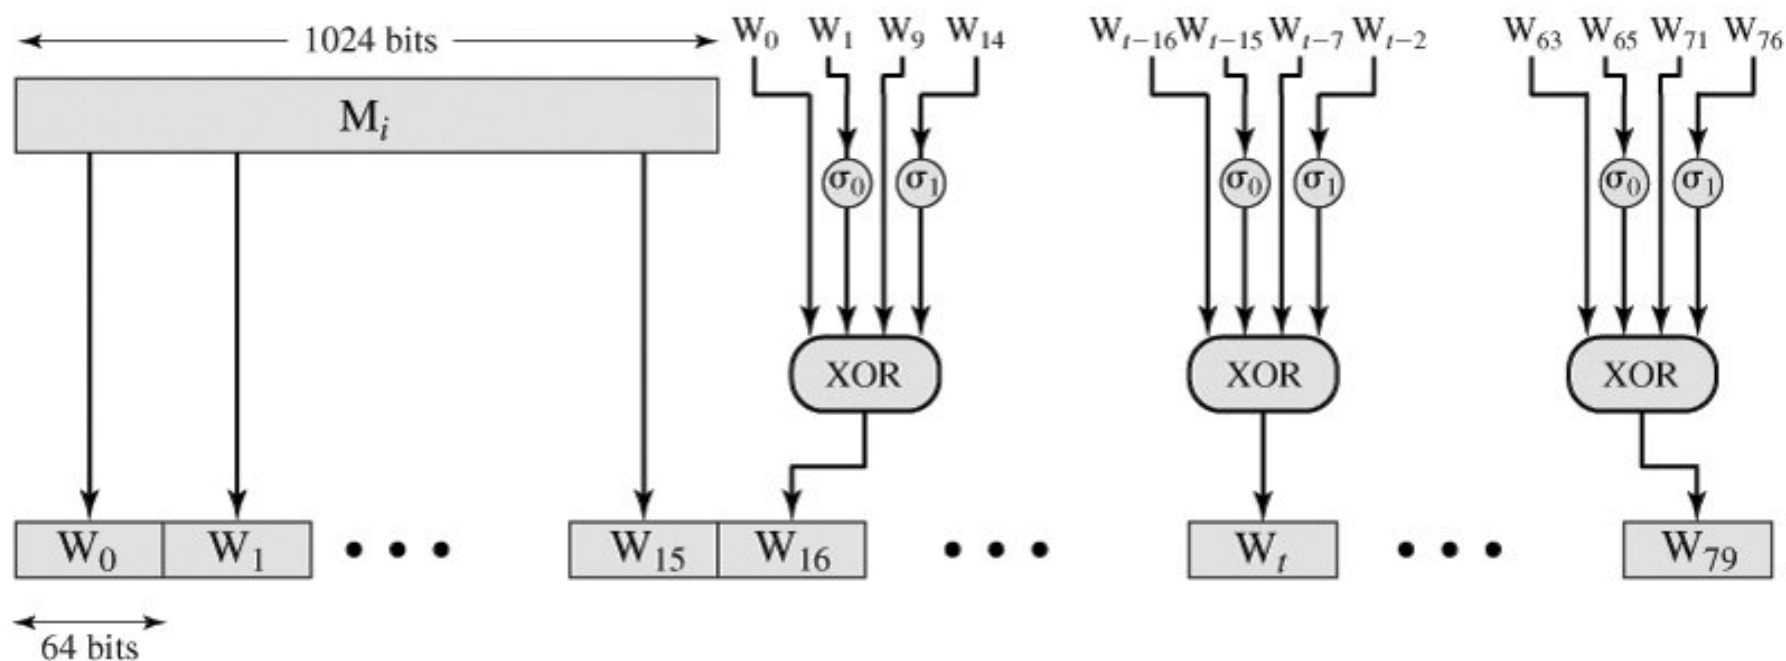 1024 bits
W₀ W₁ W₉ W₁₄ Wₜ₋₁₆ Wₜ₋₁₅ Wₜ₋₇ Wₜ₋₂ W₆₃ W₆₅ W₇₁ W₇₆
Mᵢ
σ₀ σ₁ σ₀ σ₁ σ₀ σ₁
XOR XOR XOR
W₀ W₁ • • • W₁₅ W₁₆ • • • Wₜ • • • W₇₉
64 bits